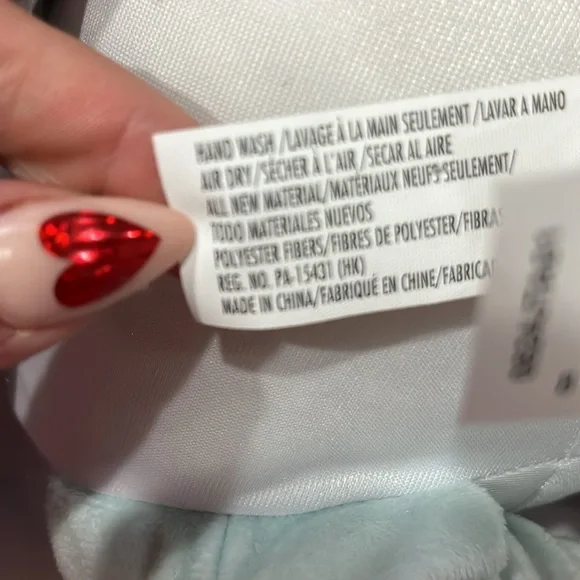 HAND WASH /LAVAGE À LA MAIN SEULEMENT /LAVAR A MANO
AIR DRY/SÉCHER À L'AIR /SECAR AL AIRE
ALL NEW MATERIAL/MATÉRIAUX NEUFS SEULEMENT/
TODO MATERIALES NUEVOS
POLYESTER FIBERS/FIBRES DE POLYESTER/FIBRAS
REG. NO. PA-15431 (HK)
MADE IN CHINA/FABRIQUÉ EN CHINE/FABRICA